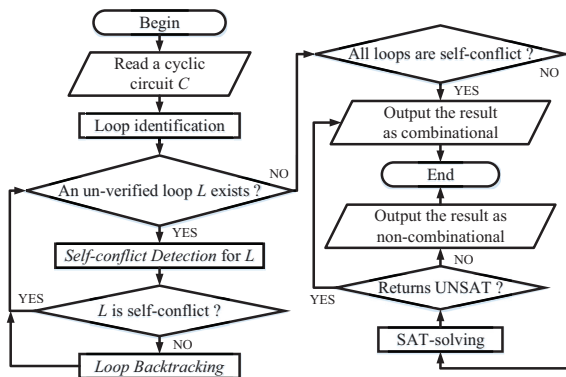 Begin
Read a cyclic
circuit C
Loop identification
An un-verified loop L exists ?
NO
YES
Self-conflict Detection for L
YES
L is self-conflict ?
NO
Loop Backtracking
All loops are self-conflict ?
NO
YES
Output the result
as combinational
End
Output the result as
non-combinational
NO
YES
Returns UNSAT ?
SAT-solving